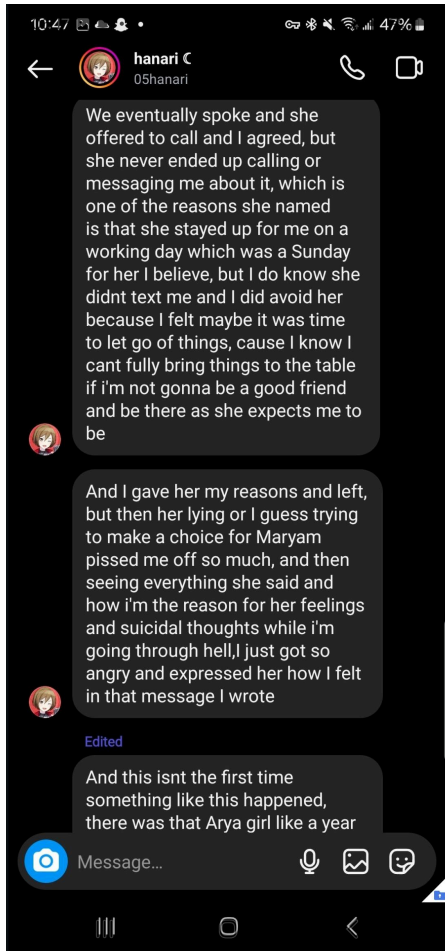 10:47
47%
hanari ☾
05hanari
We eventually spoke and she
offered to call and I agreed, but
she never ended up calling or
messaging me about it, which is
one of the reasons she named
is that she stayed up for me on a
working day which was a Sunday
for her I believe, but I do know she
didnt text me and I did avoid her
because I felt maybe it was time
to let go of things, cause I know I
cant fully bring things to the table
if i'm not gonna be a good friend
and be there as she expects me to
be
And I gave her my reasons and left,
but then her lying or I guess trying
to make a choice for Maryam
pissed me off so much, and then
seeing everything she said and
how i'm the reason for her feelings
and suicidal thoughts while i'm
going through hell,I just got so
angry and expressed her how I felt
in that message I wrote
Edited
And this isnt the first time
something like this happened,
there was that Arya girl like a year
Message...